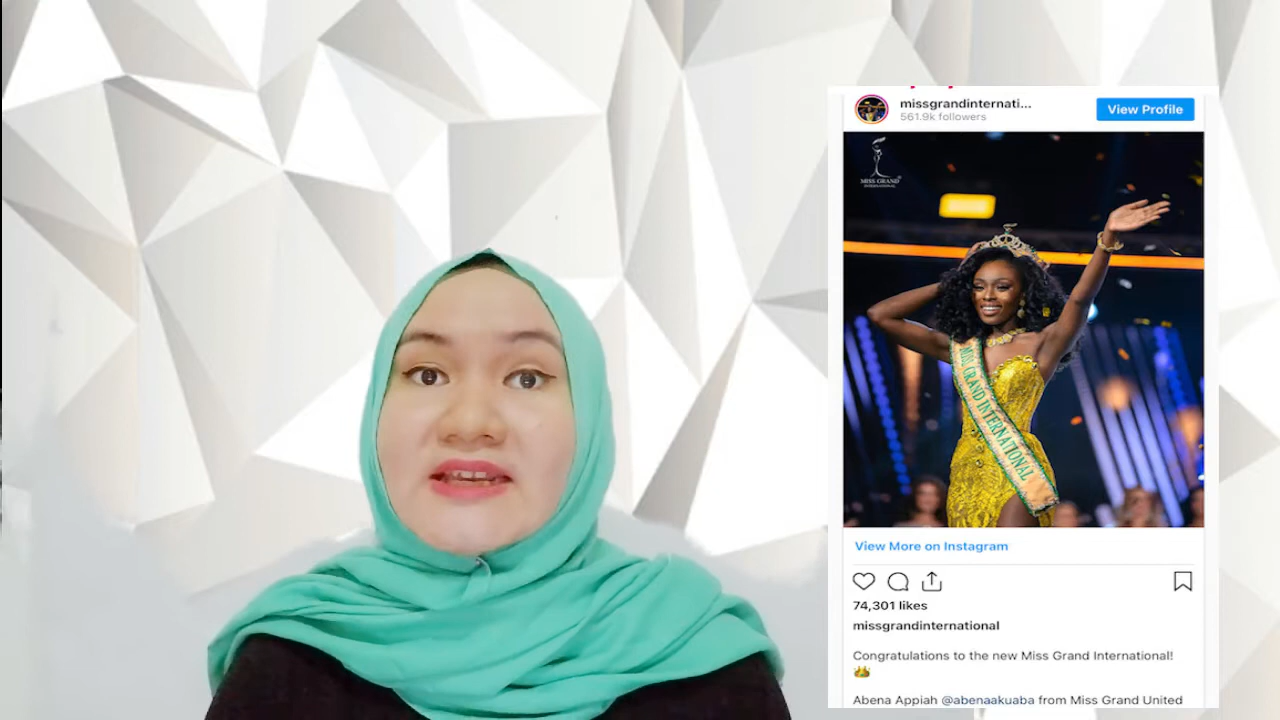 missgrandinternati...
561.9k followers
View Profile
MISS GRAND
INTERNATIONAL
MISS GRAND INTERNATIONAL
View More on Instagram
74,301 likes
missgrandinternational
Congratulations to the new Miss Grand International!
Abena Appiah @abenaakuaba from Miss Grand United